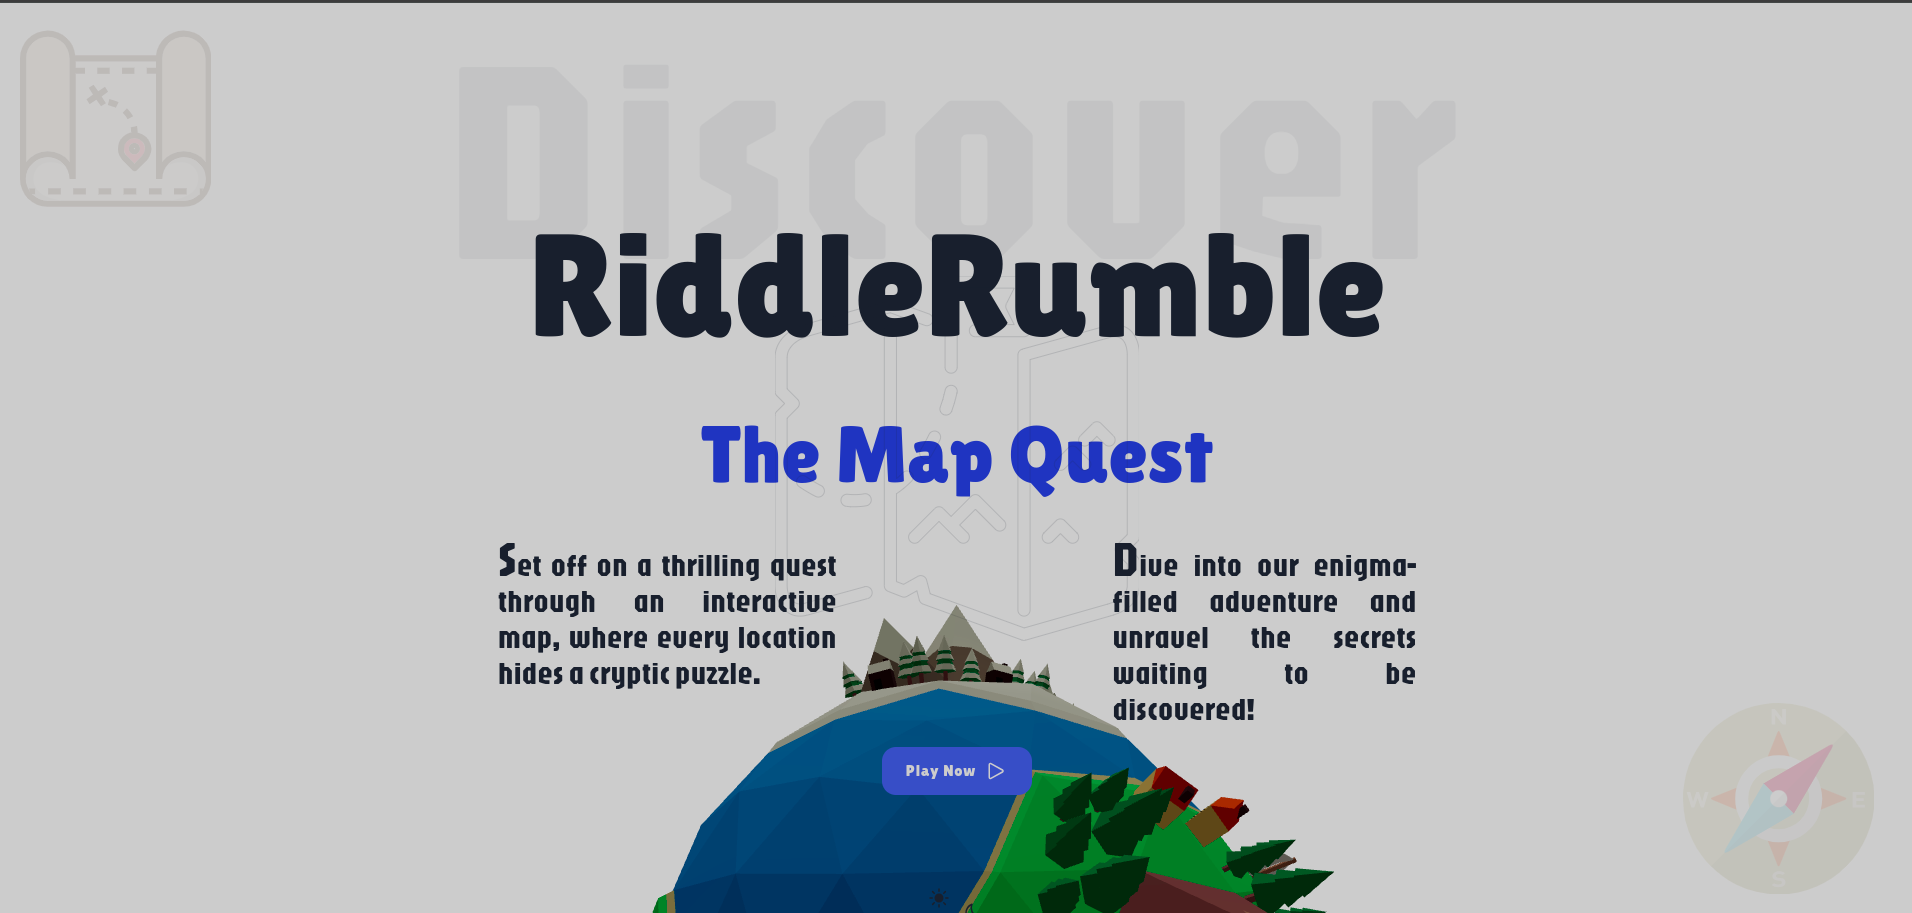 Discover
RiddleRumble
The Map Quest
Set off on a thrilling quest
through an interactive
map, where every location
hides a cryptic puzzle.
Dive into our enigma-
filled adventure and
unravel the secrets
waiting to be
discovered!
Play Now
N
W E
S